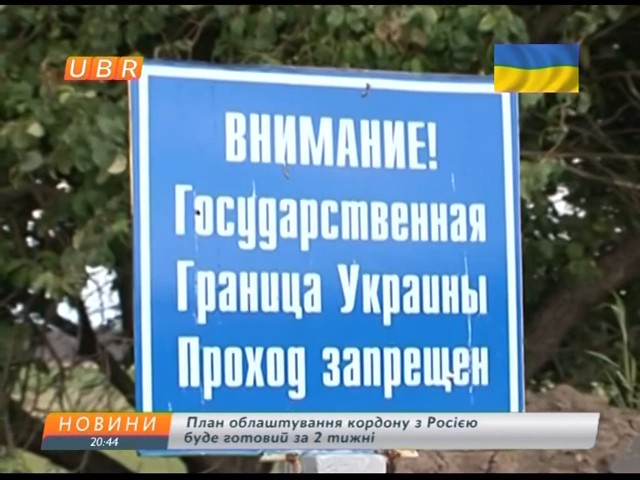 UBR
ВНИМАНИЕ!
Государственная
Граница Украины
Проход запрещен
НОВИНИ
20:44
План облаштування кордону з Росією
буде готовий за 2 тижні